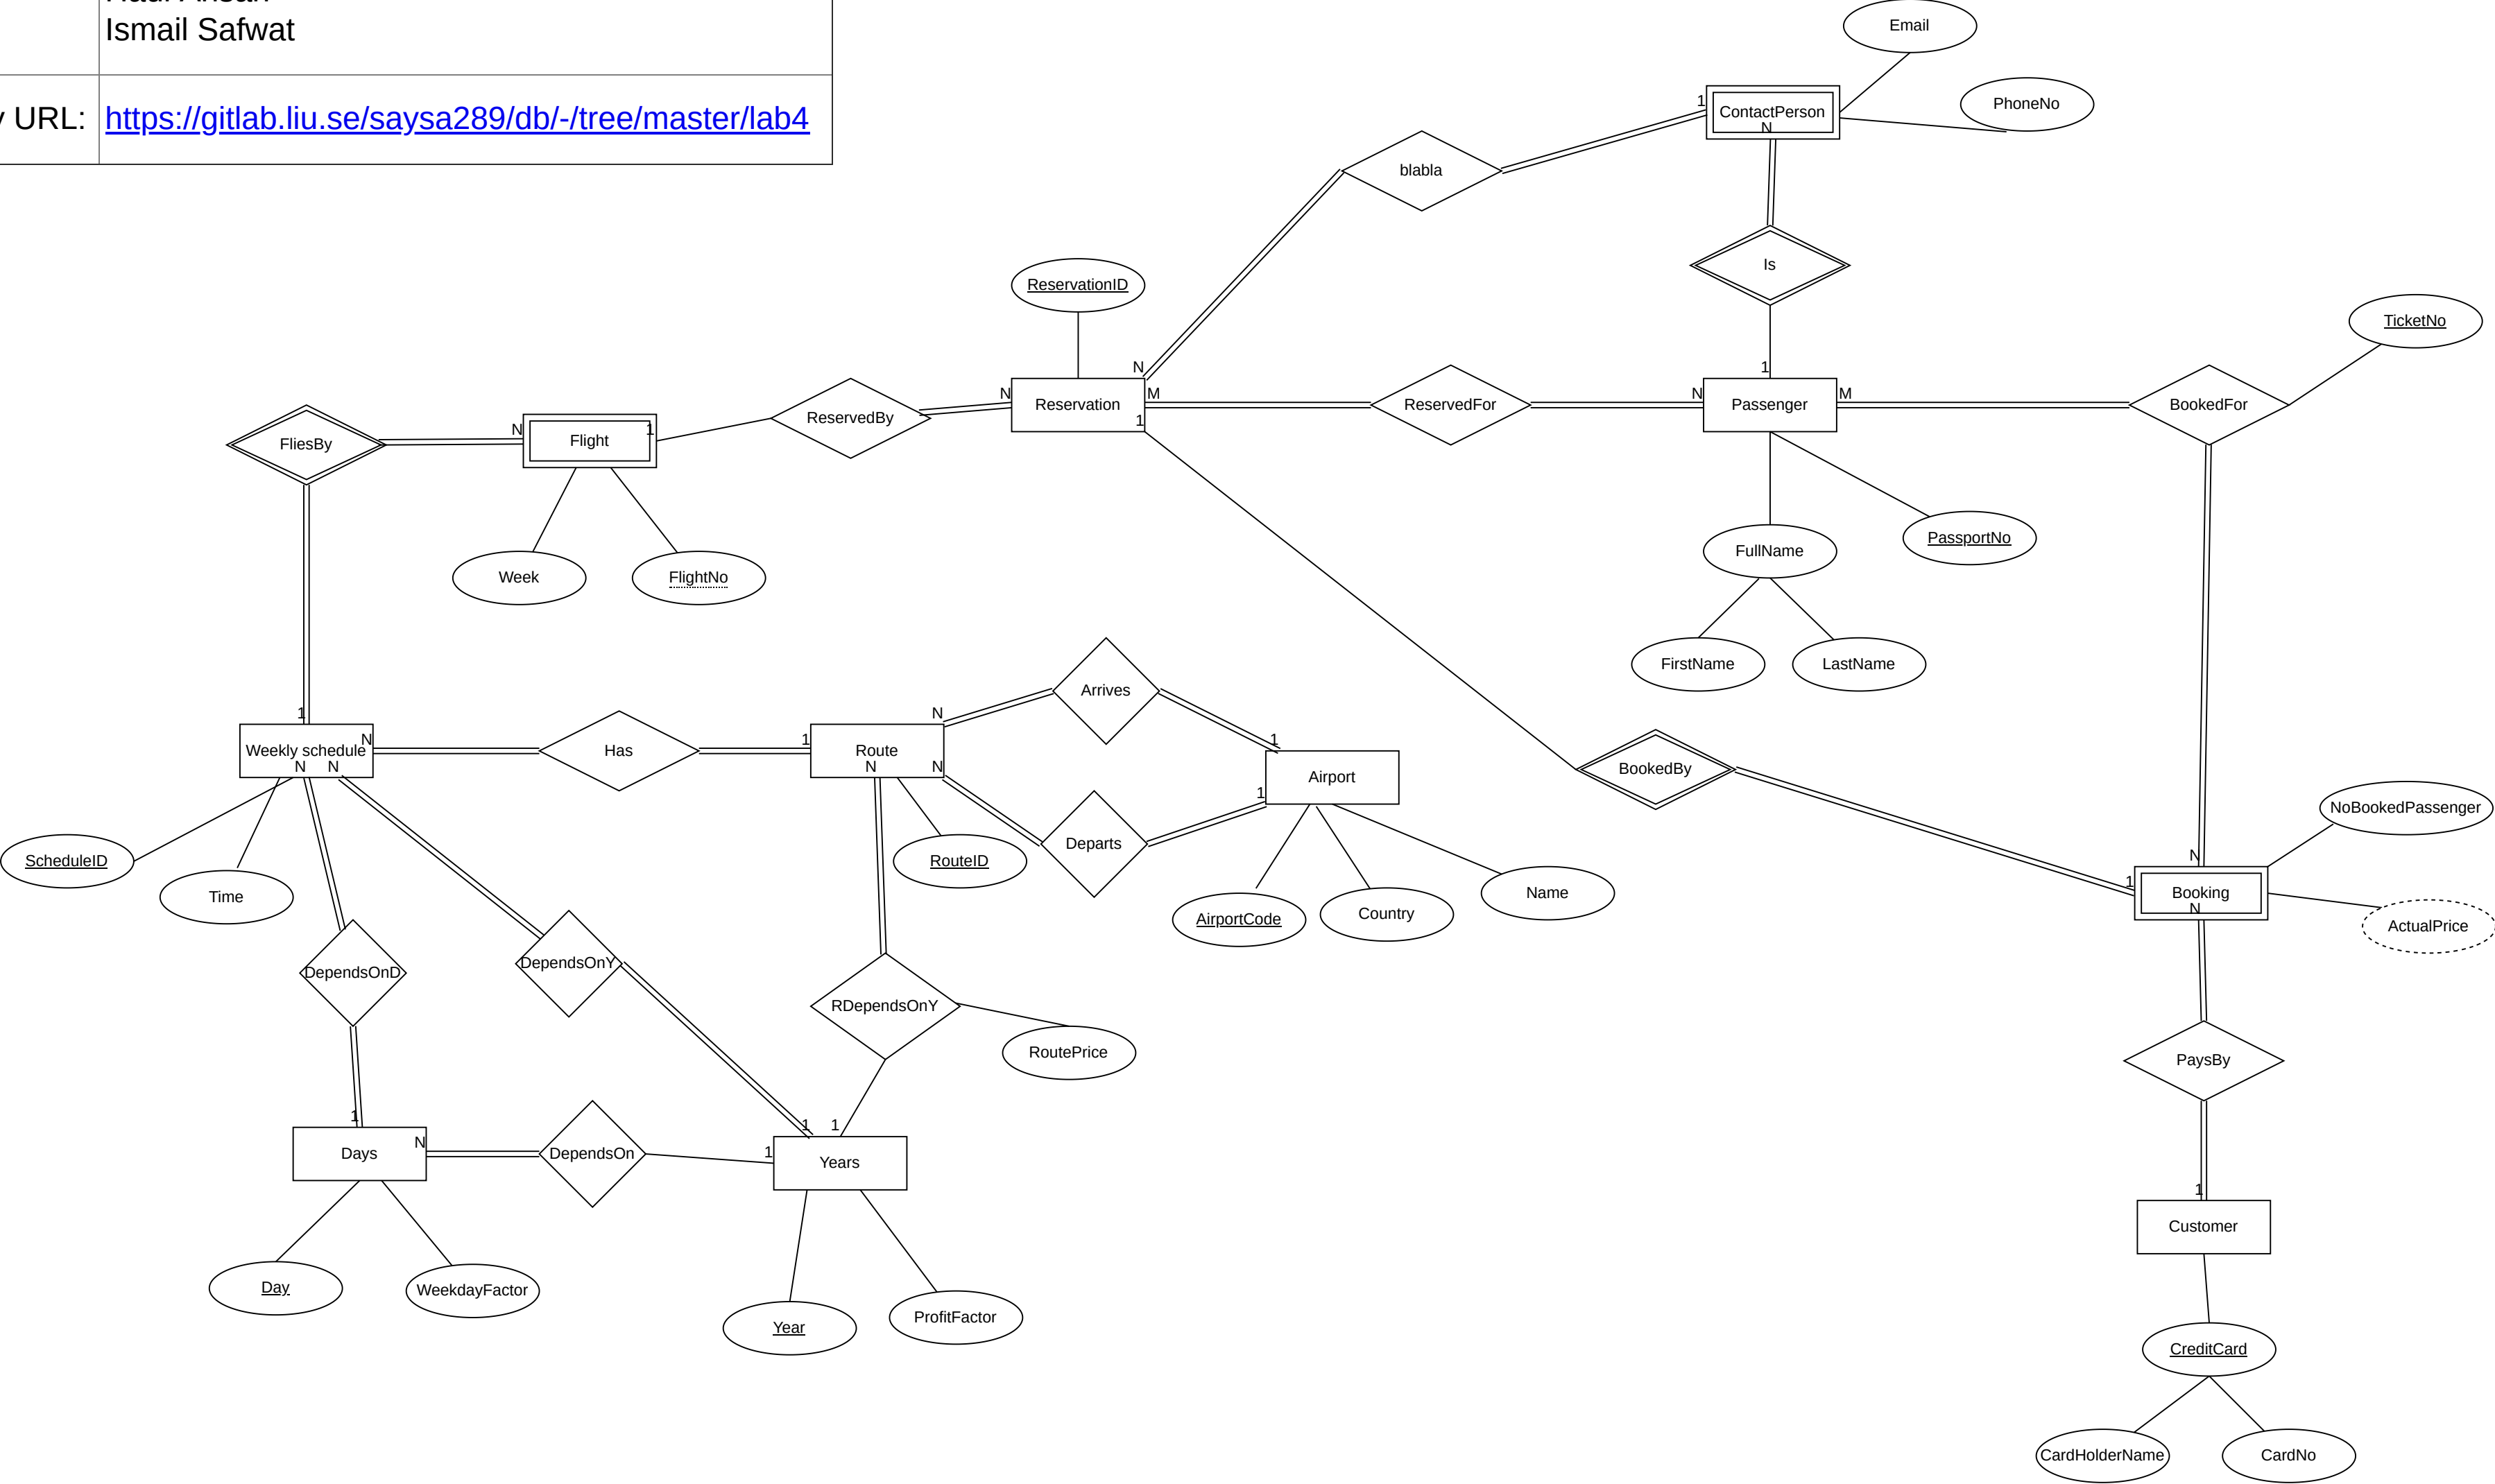 Ismail Safwat
URL:
https://gitlab.liu.se/saysa289/db/-/tree/master/lab4
Email
PhoneNo
1
ContactPerson
N
blabla
Is
ReservationID
TicketNo
N
1
N
Reservation
M
1
ReservedFor
N
Passenger
M
BookedFor
ReservedBy
FliesBy
N
Flight
1
Week
FlightNo
FullName
PassportNo
FirstName
LastName
Arrives
1
Weekly schedule
N
N
N
Has
1
Route
N
N
N
1
Airport
1
BookedBy
ScheduleID
Time
RouteID
Departs
AirportCode
Country
Name
NoBookedPassenger
N
1
Booking
N
ActualPrice
DependsOnD
DependsOnY
RDependsOnY
RoutePrice
PaysBy
1
Days
N
DependsOn
1
1
1
Years
1
Customer
Day
WeekdayFactor
Year
ProfitFactor
CreditCard
CardHolderName
CardNo